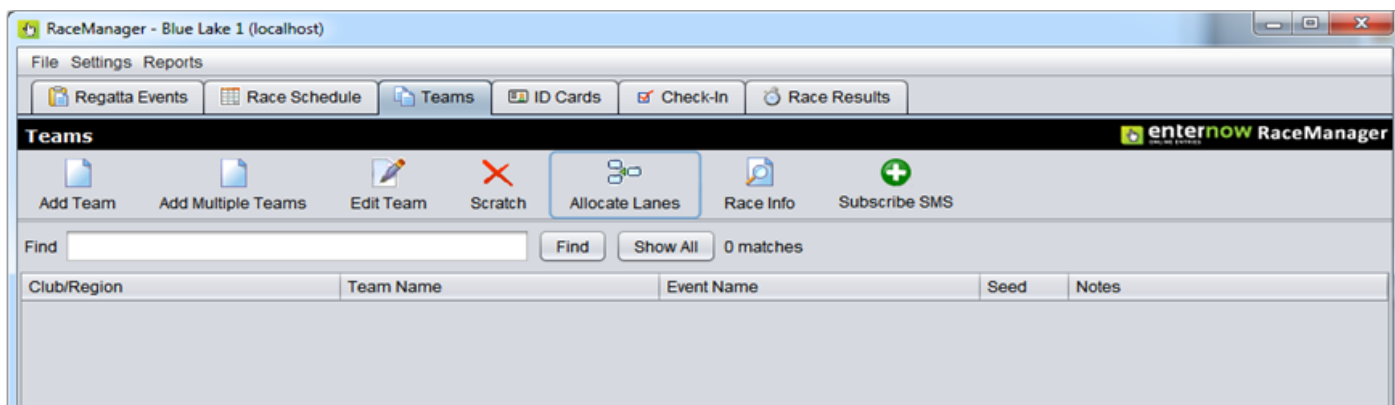 RaceManager - Blue Lake 1 (localhost)
File Settings Reports
Regatta Events Race Schedule Teams ID Cards Check-In Race Results
Teams enternow RaceManager
ONLINE ENTRIES
Add Team Add Multiple Teams Edit Team Scratch Allocate Lanes Race Info Subscribe SMS
Find Find Show All 0 matches
Club/Region Team Name Event Name Seed Notes